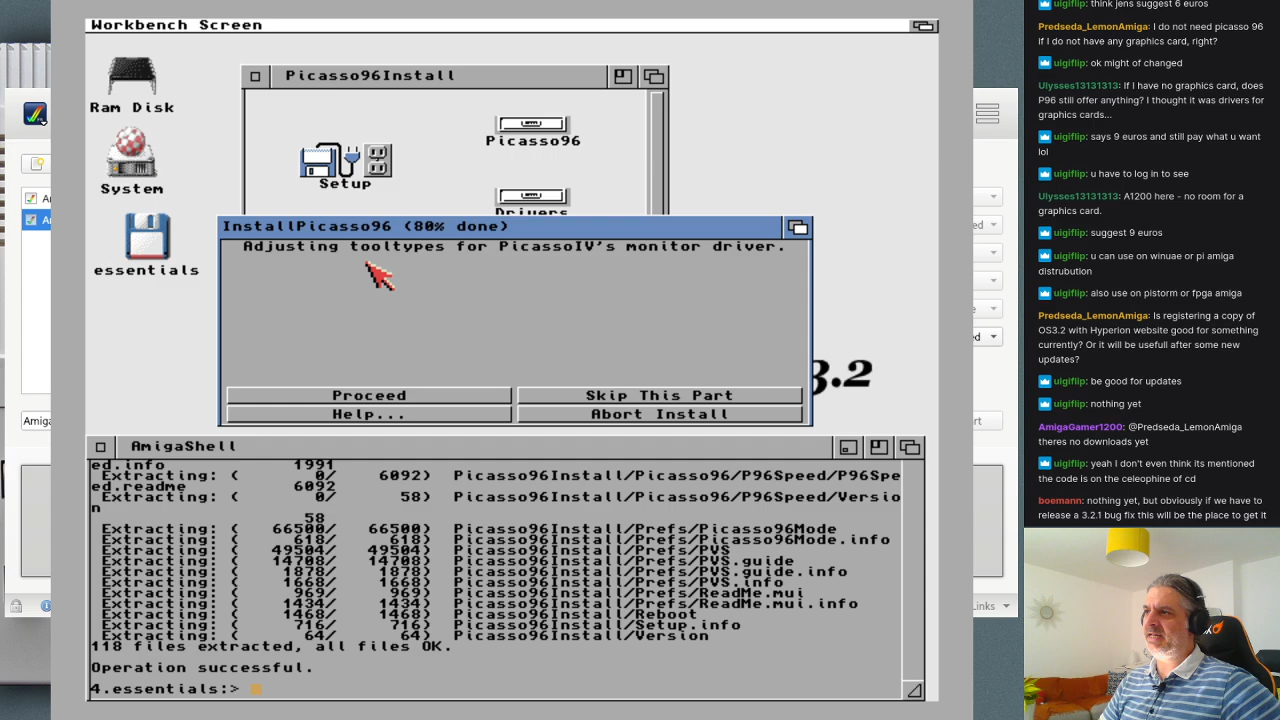 Workbench Screen
Picasso96Install
Ram Disk
Picasso96
System
Setup
Drivers
essentials
InstallPicasso96 (80% done)
Adjusting tooltypes for PicassoIV's monitor driver.
3.2
Proceed
Skip This Part
Help...
Abort Install
AmigaShell
ed.info 1991
Extracting: ( 0/ 6092) Picasso96Install/Picasso96/P96Speed/P96Spe
ed.readme 6092
Extracting: ( 0/ 58) Picasso96Install/Picasso96/P96Speed/Versio
n
58
Extracting: ( 66500/ 66500) Picasso96Install/Prefs/Picasso96Mode
Extracting: ( 618/ 618) Picasso96Install/Prefs/Picasso96Mode.info
Extracting: ( 49504/ 49504) Picasso96Install/Prefs/PVS
Extracting: ( 14708/ 14708) Picasso96Install/Prefs/PVS.guide
Extracting: ( 1878/ 1878) Picasso96Install/Prefs/PVS.guide.info
Extracting: ( 1668/ 1668) Picasso96Install/Prefs/PVS.info
Extracting: ( 969/ 969) Picasso96Install/Prefs/ReadMe.mui
Extracting: ( 1434/ 1434) Picasso96Install/Prefs/ReadMe.mui.info
Extracting: ( 1468/ 1468) Picasso96Install/Reboot
Extracting: ( 716/ 716) Picasso96Install/Setup.info
Extracting: ( 64/ 64) Picasso96Install/Version
118 files extracted, all files OK.
Operation successful.
4.essentials:>
Amig
Links
uigiflip: think jens suggest 6 euros
Predseda_LemonAmiga: I do not need picasso 96
if I do not have any graphics card, right?
uigiflip: ok might of changed
Ulysses13131313: If I have no graphics card, does
P96 still offer anything? I thought it was drivers for
graphics cards...
uigiflip: says 9 euros and still pay what u want
lol
uigiflip: u have to log in to see
Ulysses13131313: A1200 here - no room for a
graphics card.
uigiflip: suggest 9 euros
uigiflip: u can use on winuae or pi amiga
distrubution
uigiflip: also use on pistorm or fpga amiga
Predseda_LemonAmiga: Is registering a copy of
OS3.2 with Hyperion website good for something
currently? Or it will be usefull after some new
updates?
uigiflip: be good for updates
uigiflip: nothing yet
AmigaGamer1200: @Predseda_LemonAmiga
theres no downloads yet
uigiflip: yeah I don't even think its mentioned
the code is on the celophine of cd
boemann: nothing yet, but obviously if we have to
release a 3.2.1 bug fix this will be the place to get it